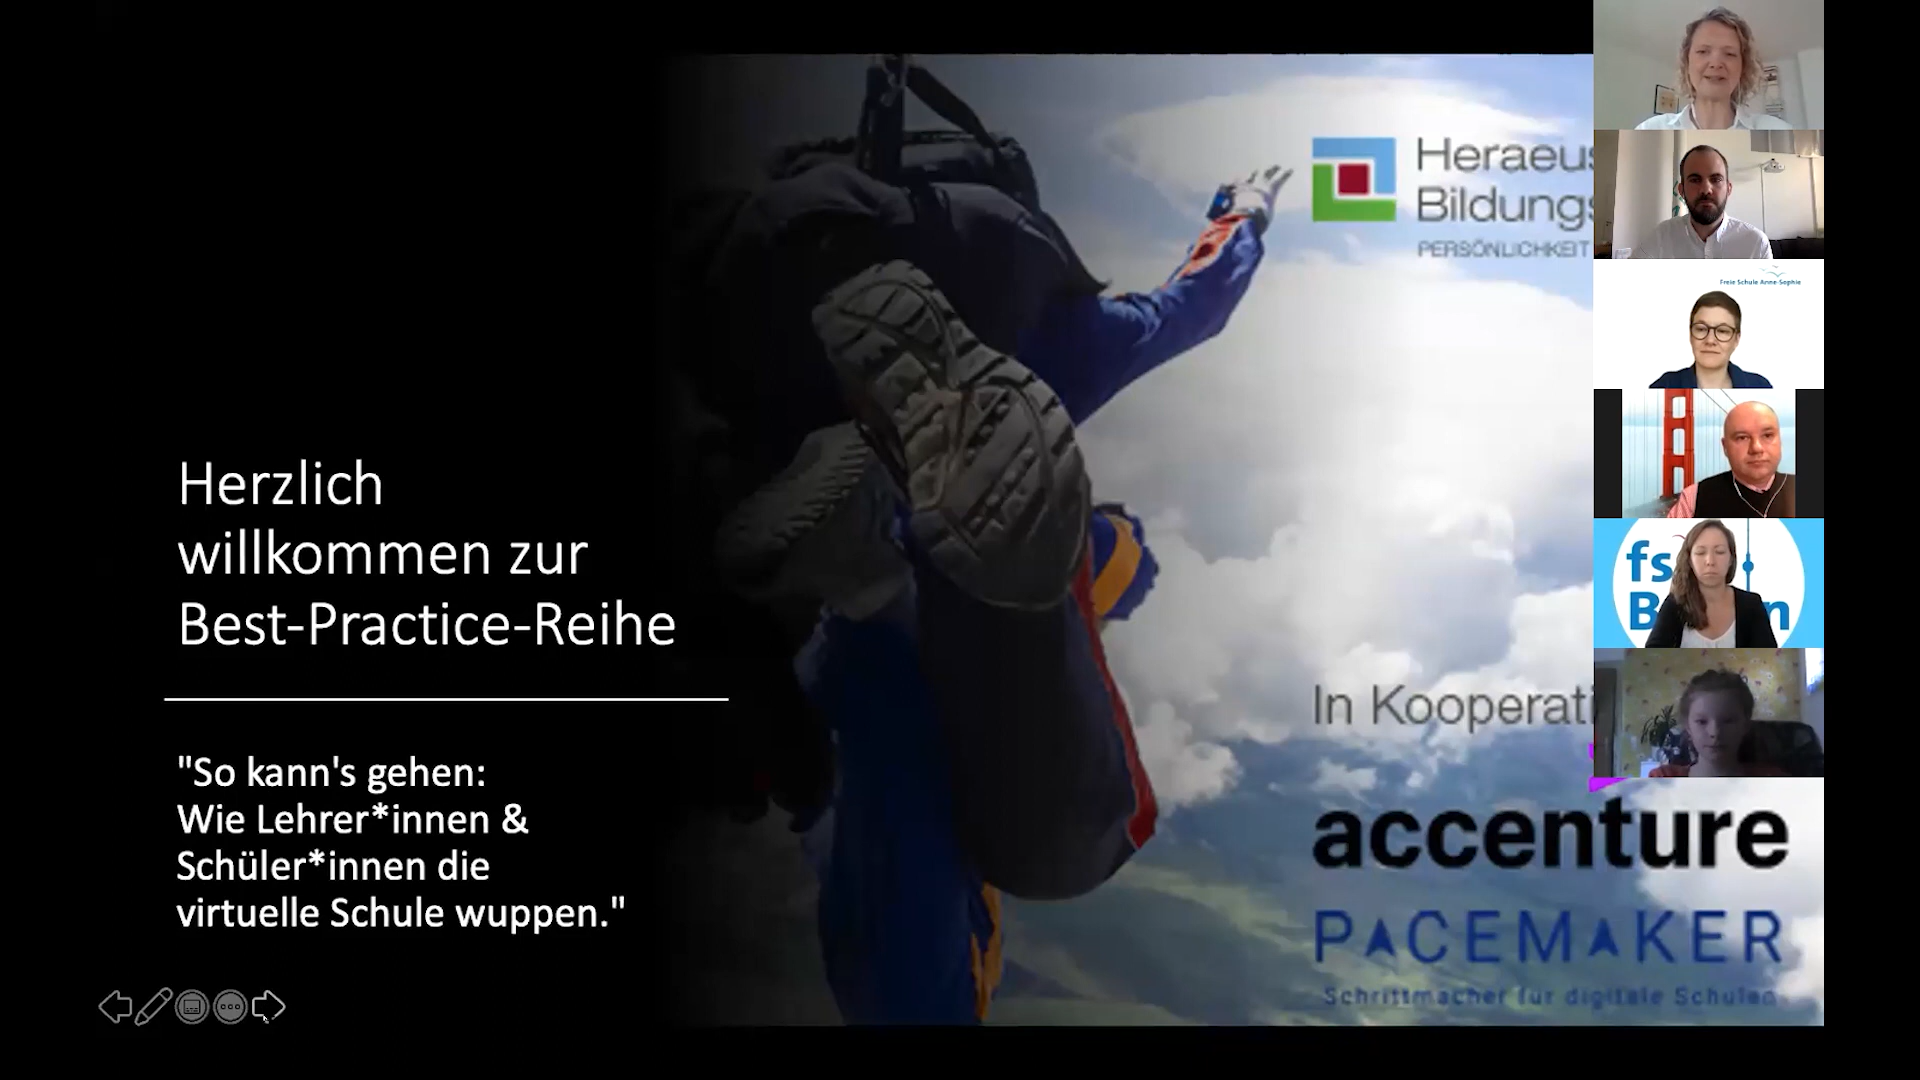 Herzlich
willkommen zur
Best-Practice-Reihe
"So kann's gehen:
Wie Lehrer*innen &
Schüler*innen die
virtuelle Schule wuppen."
Heraeus
Bildungs
PERSÖNLICHKEIT
In Kooperati
accenture
PACEMAKER
Schrittmacher für digitale Schulen
Freie Schule Anne-Sophie
fs
B n